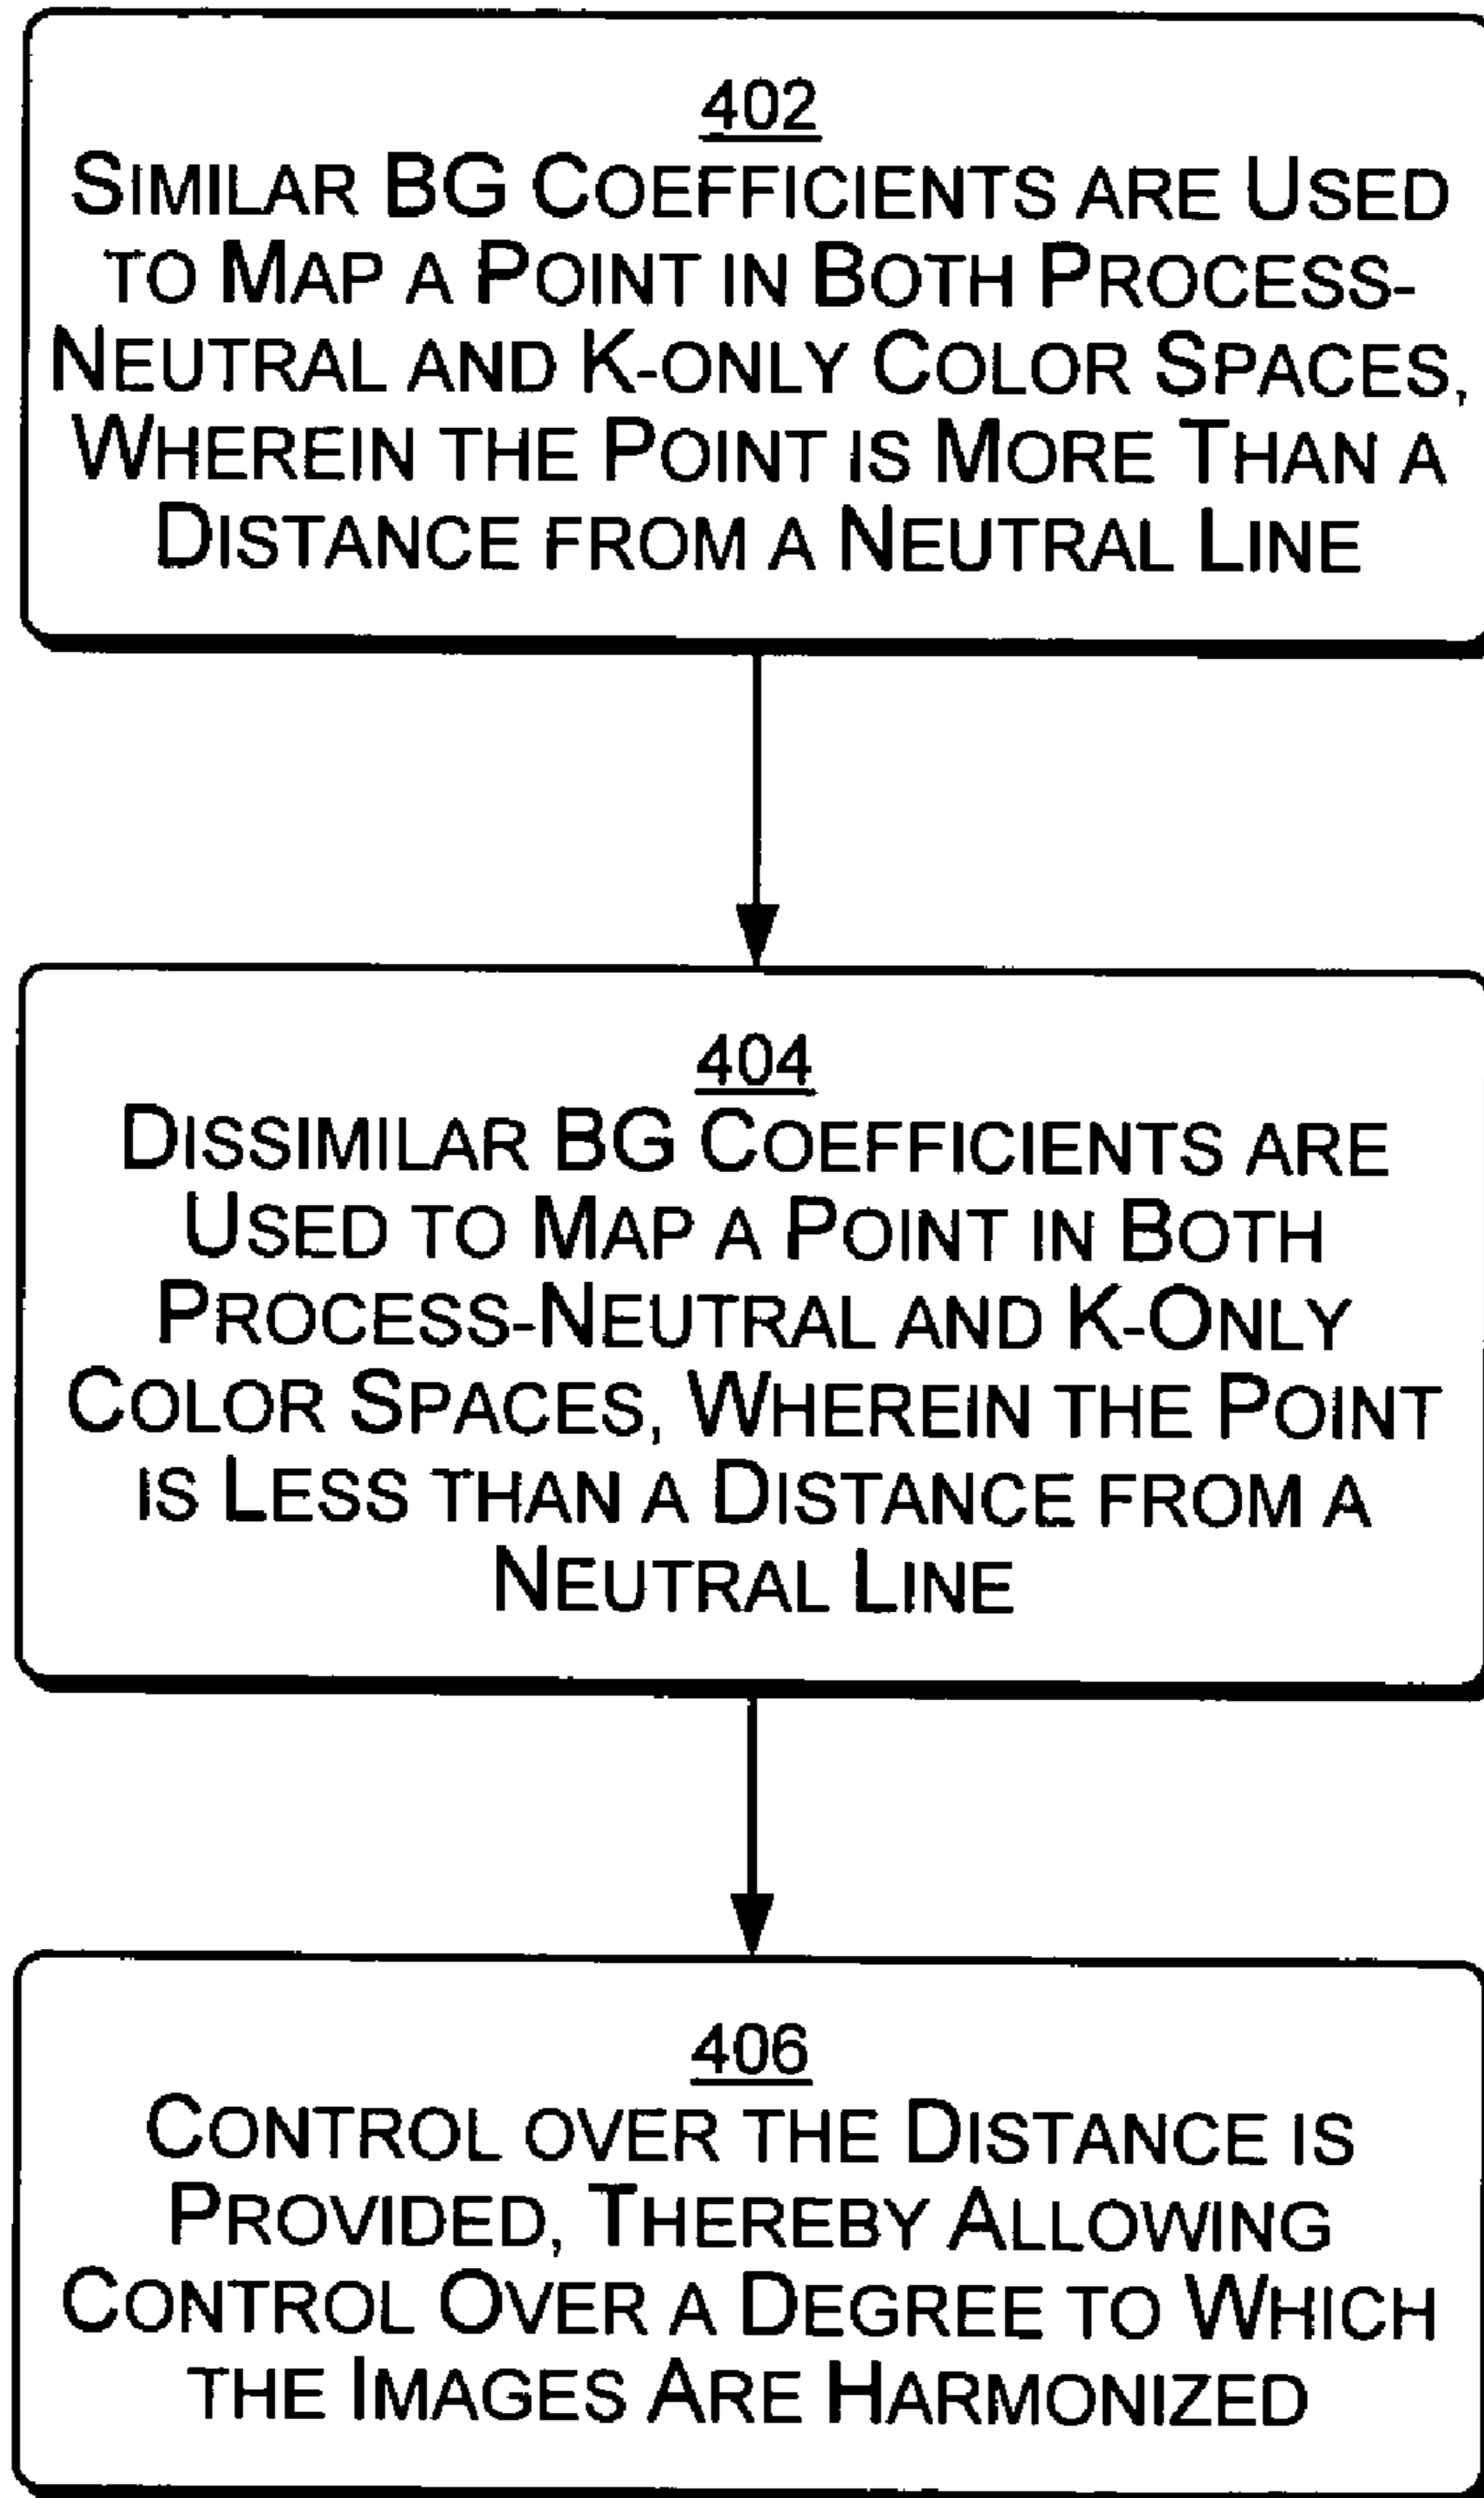 402
SIMILAR BG COEFFICIENTS ARE USED
TO MAP A POINT IN BOTH PROCESS-
NEUTRAL AND K-ONLY COLOR SPACES,
WHEREIN THE POINT IS MORE THAN A
DISTANCE FROM A NEUTRAL LINE
404
DISSIMILAR BG COEFFICIENTS ARE
USED TO MAP A POINT IN BOTH
PROCESS-NEUTRAL AND K-ONLY
COLOR SPACES, WHEREIN THE POINT
IS LESS THAN A DISTANCE FROM A
NEUTRAL LINE
406
CONTROL OVER THE DISTANCE IS
PROVIDED, THEREBY ALLOWING
CONTROL OVER A DEGREE TO WHICH
THE IMAGES ARE HARMONIZED